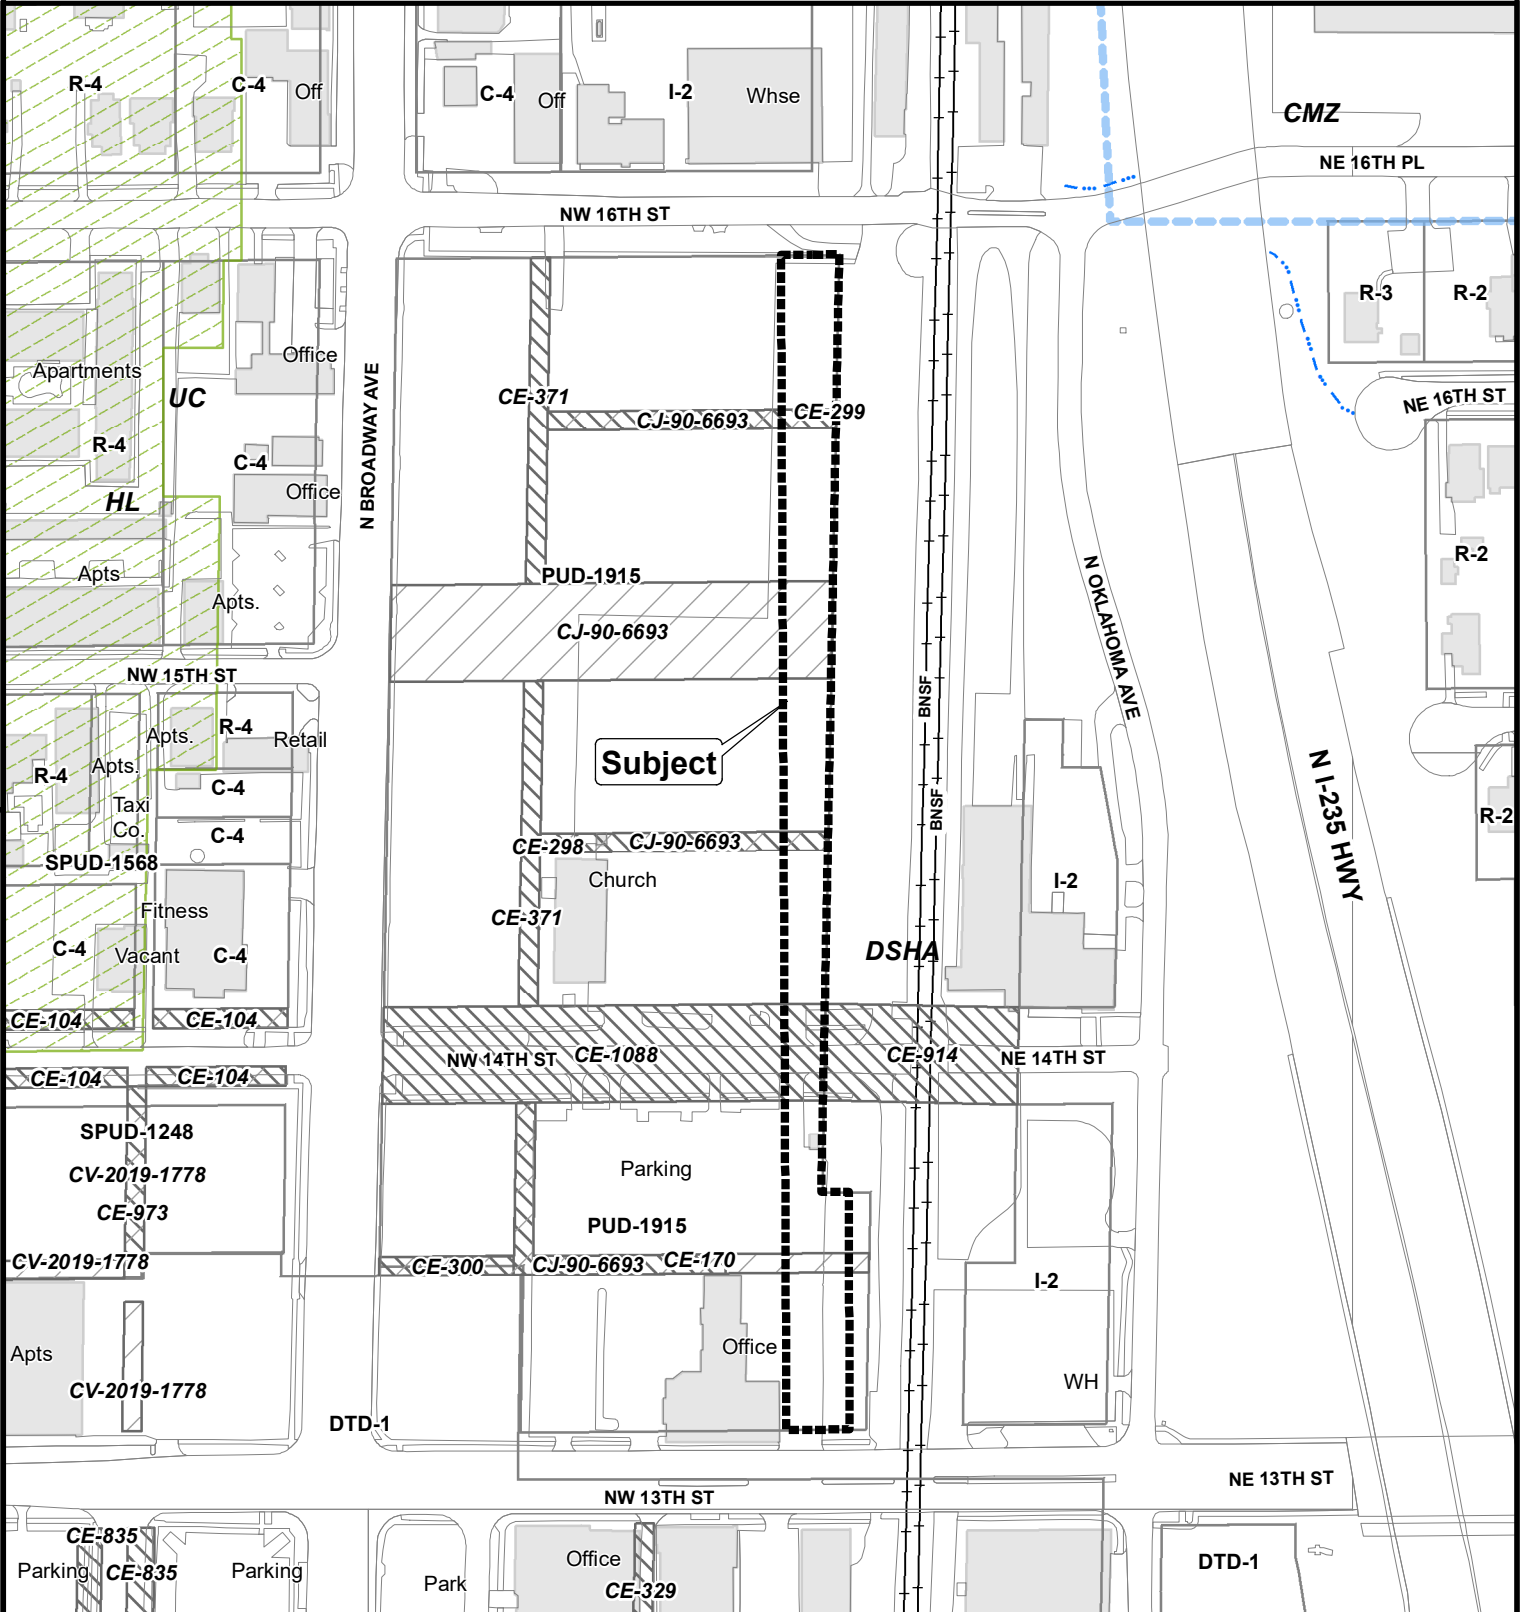 R-4
C-4
Off
C-4
Off
I-2
Whse
CMZ
NE 16TH PL
NW 16TH ST
R-3
R-2
Apartments
Office
UC
N BROADWAY AVE
CE-371
CJ-90-6693
CE-299
NE 16TH ST
R-4
C-4
HL
Office
R-2
Apts
Apts.
PUD-1915
CJ-90-6693
N OKLAHOMA AVE
NW 15TH ST
BNSF
Apts.
R-4
Retail
R-4
Apts.
C-4
Subject
BNSF
N I-235 HWY
Taxi
Co.
C-4
R-2
SPUD-1568
CE-298
CJ-90-6693
Church
I-2
Fitness
CE-371
C-4
Vacant
C-4
DSHA
CE-104
CE-104
NW 14TH ST
CE-1088
CE-914
NE 14TH ST
CE-104
CE-104
SPUD-1248
CV-2019-1778
Parking
CE-973
PUD-1915
CV-2019-1778
CE-300
CJ-90-6693
CE-170
I-2
Apts
Office
WH
CV-2019-1778
DTD-1
NE 13TH ST
NW 13TH ST
CE-835
Parking
CE-835
Parking
Park
Office
CE-329
DTD-1